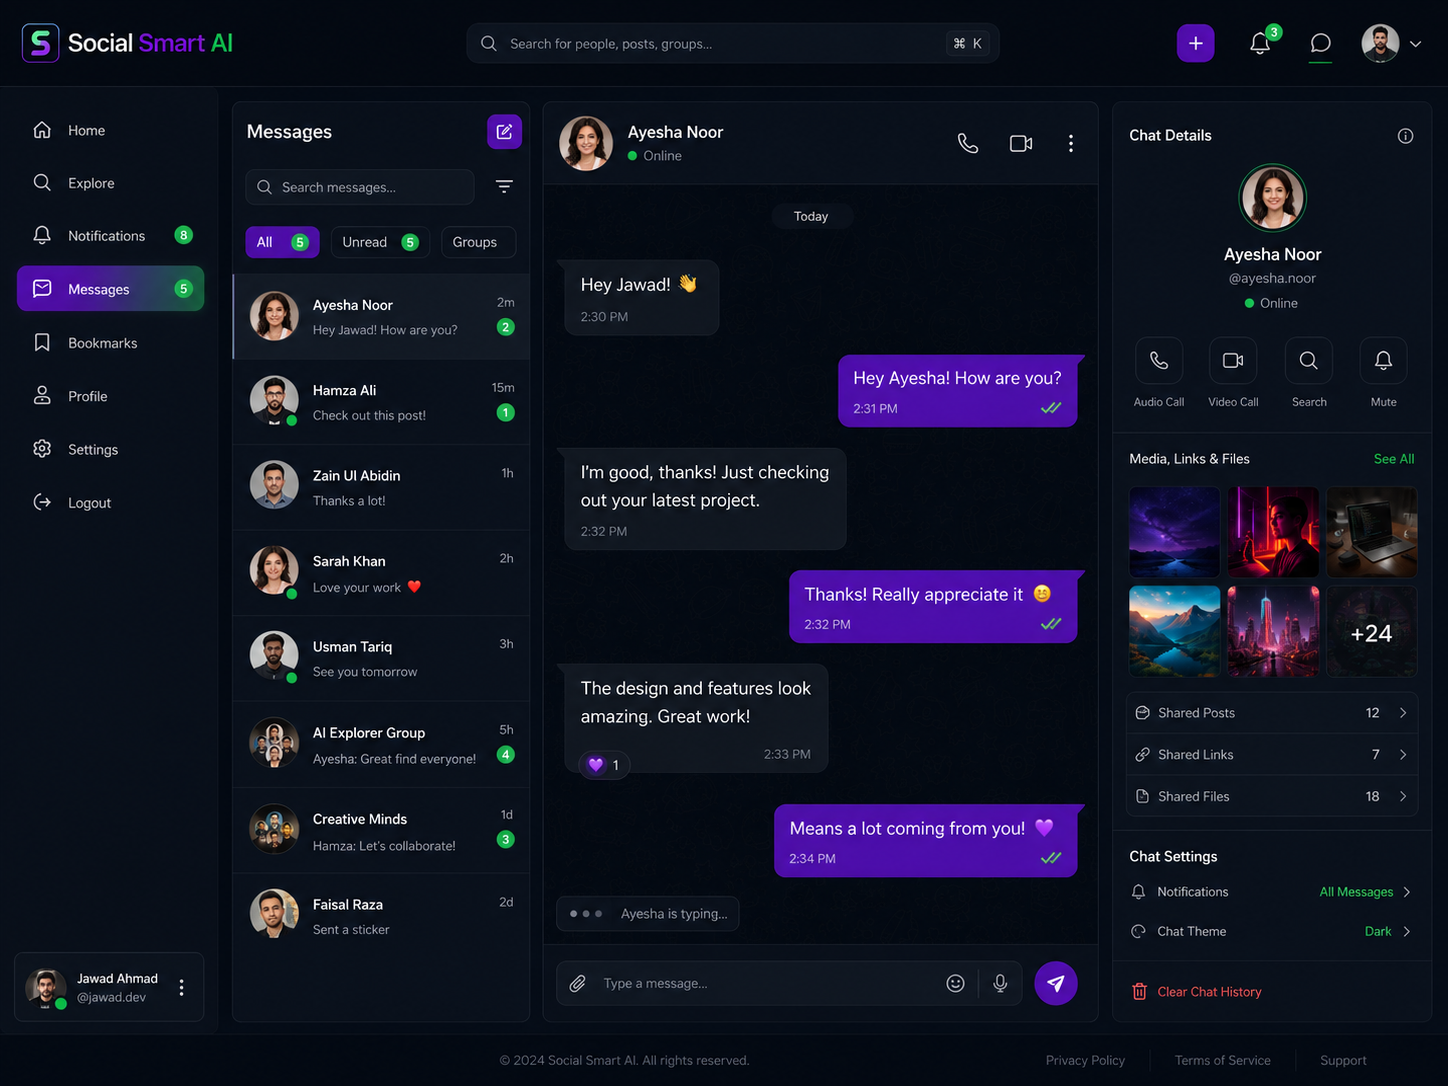 Social Smart AI
Search for people, posts, groups...
⌘ K
3
Home
Explore
Notifications 8
Messages 5
Bookmarks
Profile
Settings
Logout
Jawad Ahmad
@jawad.dev
Messages
Search messages...
All 5
Unread 5
Groups
Ayesha Noor 2m
Hey Jawad! How are you? 2
Hamza Ali 15m
Check out this post! 1
Zain Ul Abidin 1h
Thanks a lot!
Sarah Khan 2h
Love your work ❤️
Usman Tariq 3h
See you tomorrow
AI Explorer Group 5h
Ayesha: Great find everyone! 4
Creative Minds 1d
Hamza: Let's collaborate! 3
Faisal Raza 2d
Sent a sticker
Ayesha Noor
Online
Today
Hey Jawad! 👋
2:30 PM
Hey Ayesha! How are you?
2:31 PM
I'm good, thanks! Just checking
out your latest project.
2:32 PM
Thanks! Really appreciate it 😊
2:32 PM
The design and features look
amazing. Great work!
2:33 PM
💜 1
Means a lot coming from you! 💜
2:34 PM
Ayesha is typing...
Type a message...
Chat Details
Ayesha Noor
@ayesha.noor
Online
Audio Call
Video Call
Search
Mute
Media, Links & Files
See All
+24
Shared Posts 12
Shared Links 7
Shared Files 18
Chat Settings
Notifications All Messages
Chat Theme Dark
Clear Chat History
© 2024 Social Smart AI. All rights reserved.
Privacy Policy
Terms of Service
Support